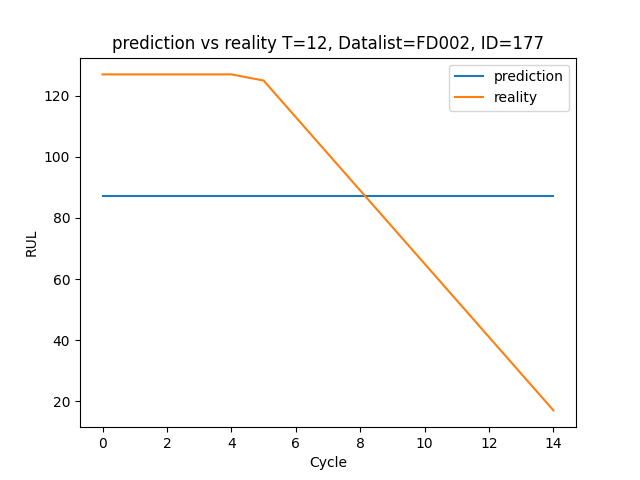 prediction vs reality T=12, Datalist=FD002, ID=177
prediction
reality
120
100
80
60
40
20
RUL
0 2 4 6 8 10 12 14
Cycle